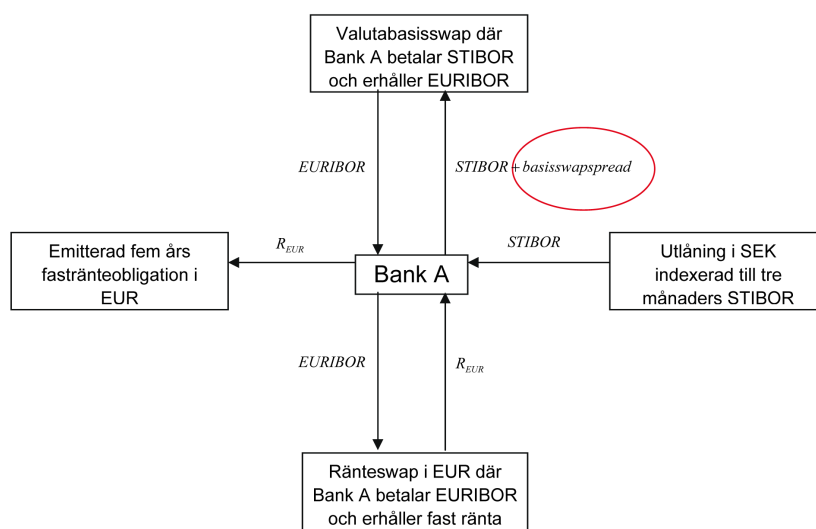 Valutabasisswap där
Bank A betalar STIBOR
och erhåller EURIBOR
EURIBOR
STIBOR + basisswapspread
Emitterad fem års
fastränteobligation i
EUR
R_EUR
Bank A
STIBOR
Utlåning i SEK
indexerad till tre
månaders STIBOR
EURIBOR
R_EUR
Ränteswap i EUR där
Bank A betalar EURIBOR
och erhåller fast ränta